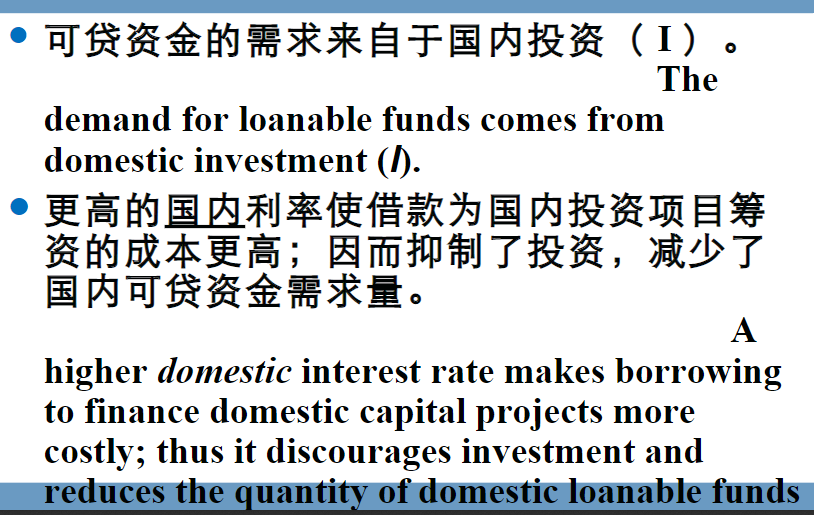 可贷资金的需求来自于国内投资（ I ）。
The
demand for loanable funds comes from
domestic investment (I).
更高的国内利率使借款为国内投资项目筹
资的成本更高；因而抑制了投资，减少了
国内可贷资金需求量。
A
higher domestic interest rate makes borrowing
to finance domestic capital projects more
costly; thus it discourages investment and
reduces the quantity of domestic loanable funds